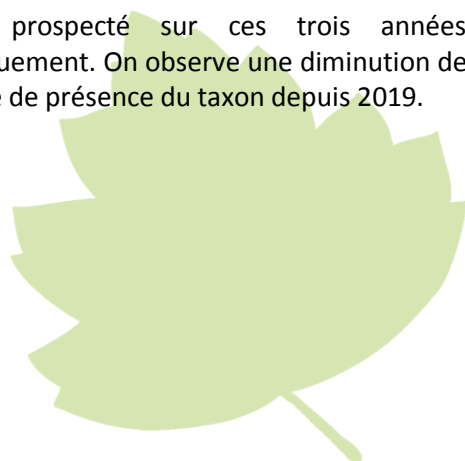 prospecté sur ces trois années
uement. On observe une diminution de
de présence du taxon depuis 2019.